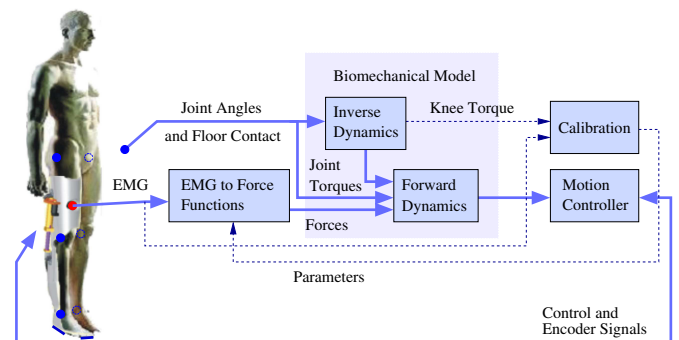 Biomechanical Model
Joint Angles
and Floor Contact
Inverse
Dynamics
Knee Torque
Calibration
Joint
Torques
EMG
EMG to Force
Functions
Forward
Dynamics
Motion
Controller
Forces
Parameters
Control and
Encoder Signals